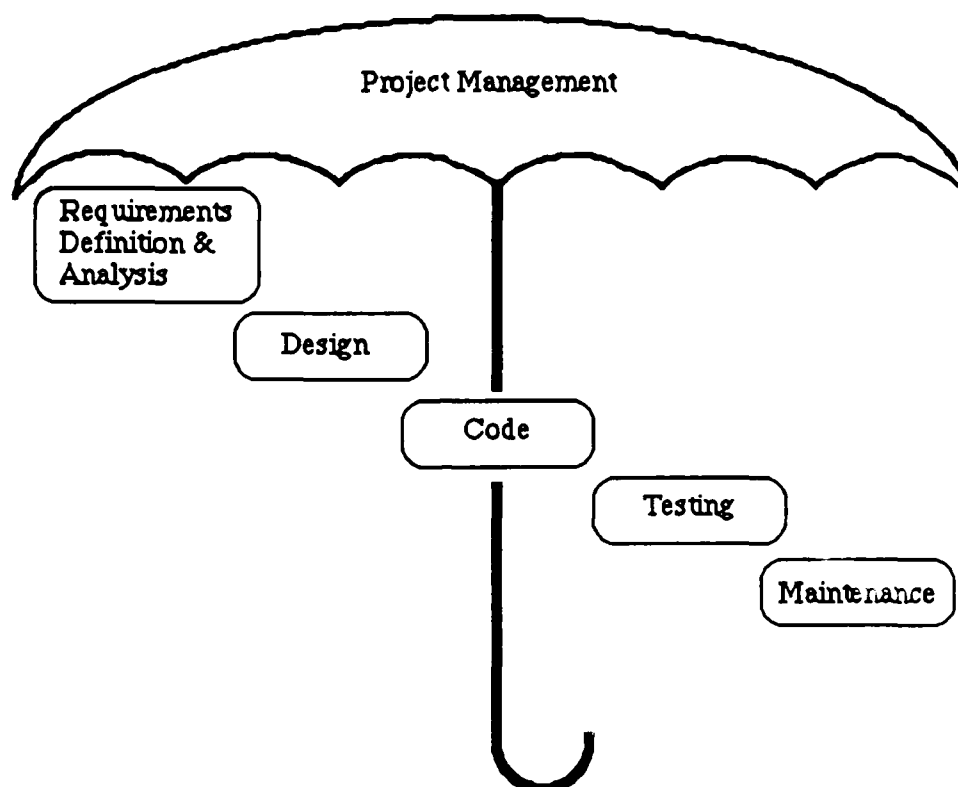 Project Management
Requirements
Definition &
Analysis
Design
Code
Testing
Maintenance